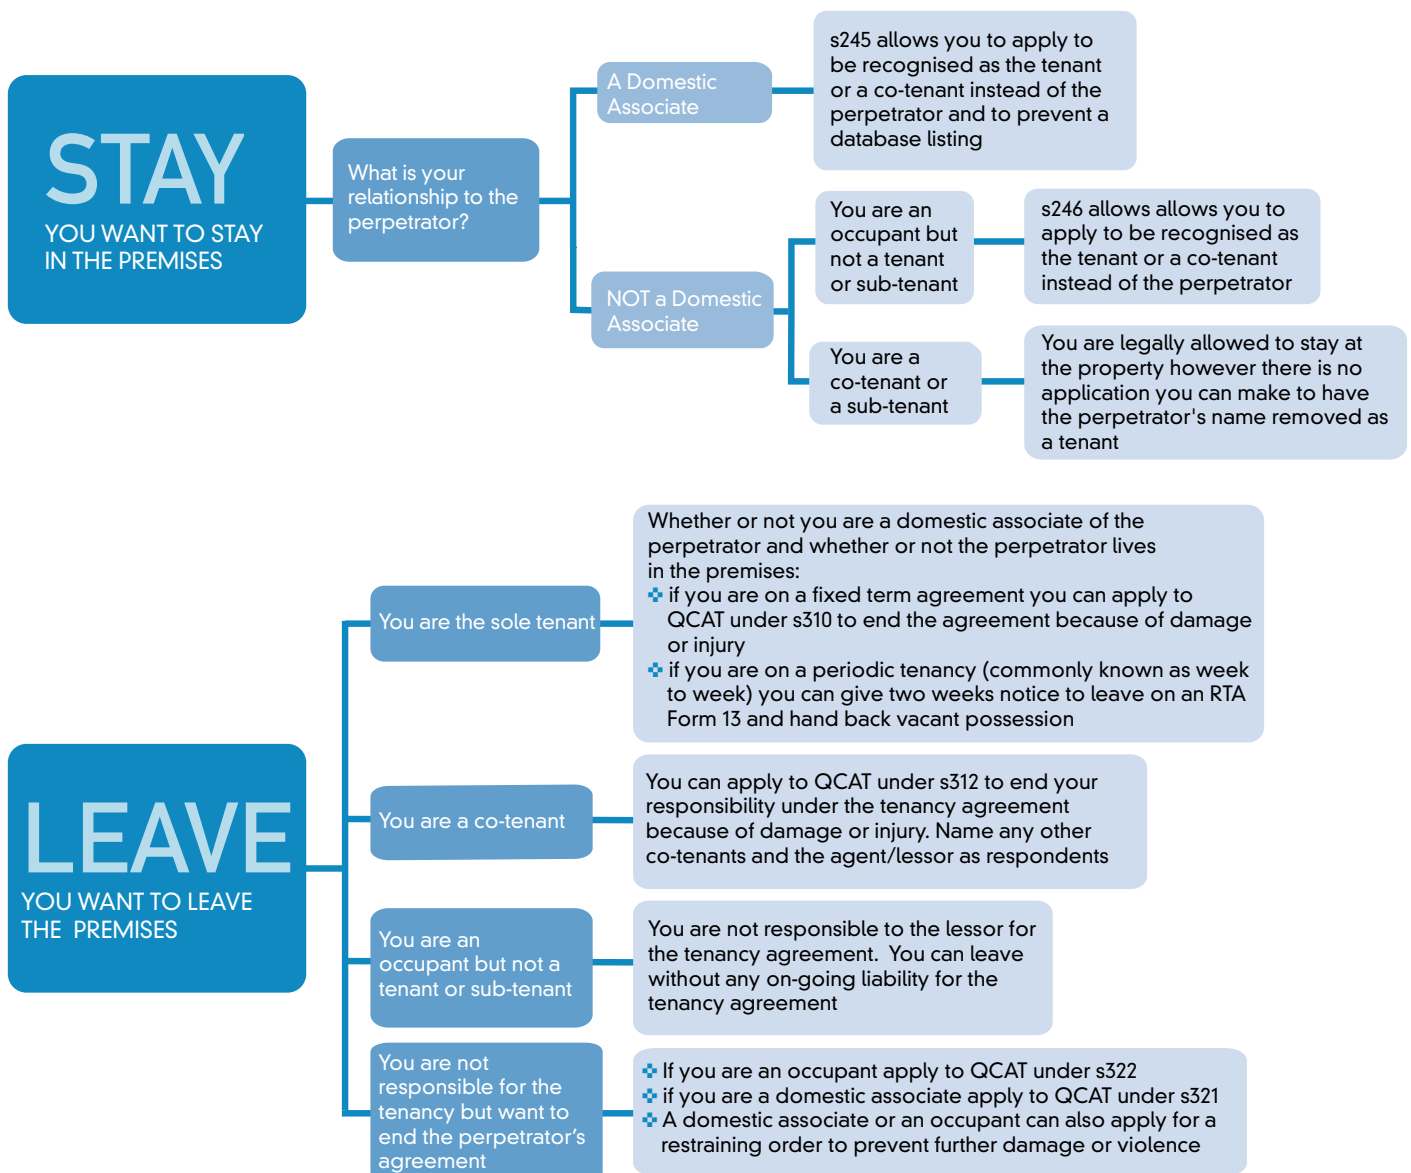 STAY
YOU WANT TO STAY
IN THE PREMISES
What is your
relationship to the
perpetrator?
A Domestic
Associate
s245 allows you to apply to
be recognised as the tenant
or a co-tenant instead of the
perpetrator and to prevent a
database listing
NOT a Domestic
Associate
You are an
occupant but
not a tenant
or sub-tenant
s246 allows allows you to
apply to be recognised as
the tenant or a co-tenant
instead of the perpetrator
You are a
co-tenant or
a sub-tenant
You are legally allowed to stay at
the property however there is no
application you can make to have
the perpetrator's name removed as
a tenant
LEAVE
YOU WANT TO LEAVE
THE PREMISES
You are the sole tenant
Whether or not you are a domestic associate of the
perpetrator and whether or not the perpetrator lives
in the premises:
✤ if you are on a fixed term agreement you can apply to
QCAT under s310 to end the agreement because of damage
or injury
✤ if you are on a periodic tenancy (commonly known as week
to week) you can give two weeks notice to leave on an RTA
Form 13 and hand back vacant possession
You are a co-tenant
You can apply to QCAT under s312 to end your
responsibility under the tenancy agreement
because of damage or injury. Name any other
co-tenants and the agent/lessor as respondents
You are an
occupant but not a
tenant or sub-tenant
You are not responsible to the lessor for
the tenancy agreement. You can leave
without any on-going liability for the
tenancy agreement
You are not
responsible for the
tenancy but want to
end the perpetrator’s
agreement
✤ If you are an occupant apply to QCAT under s322
✤ if you are a domestic associate apply to QCAT under s321
✤ A domestic associate or an occupant can also apply for a
restraining order to prevent further damage or violence